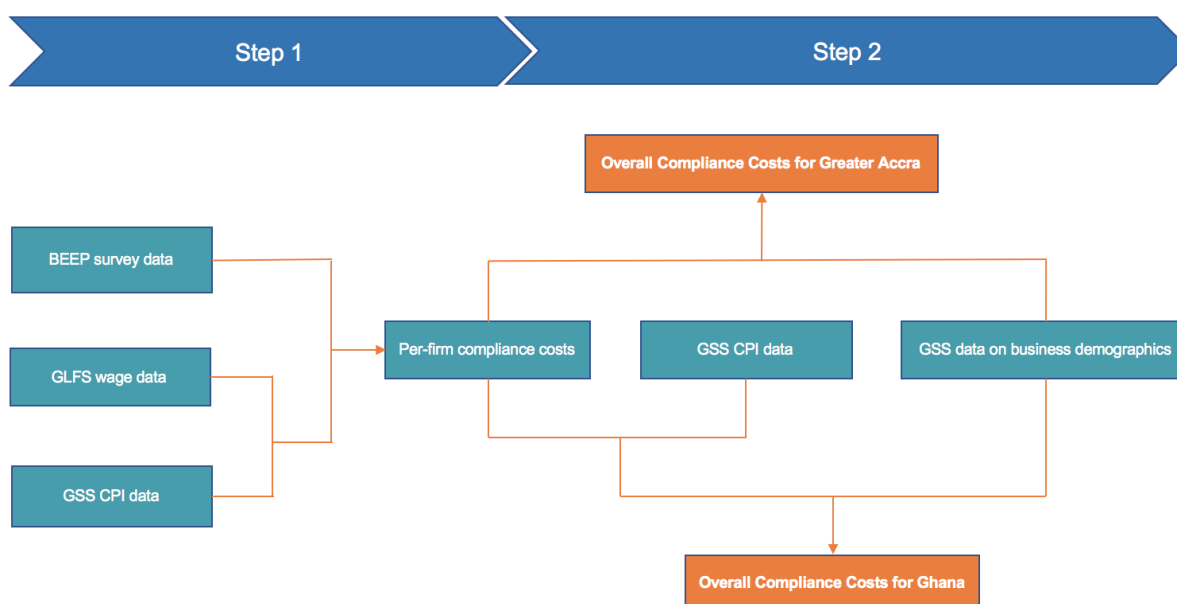 Step 1
Step 2
Overall Compliance Costs for Greater Accra
BEEP survey data
Per-firm compliance costs
GSS CPI data
GSS data on business demographics
GLFS wage data
GSS CPI data
Overall Compliance Costs for Ghana